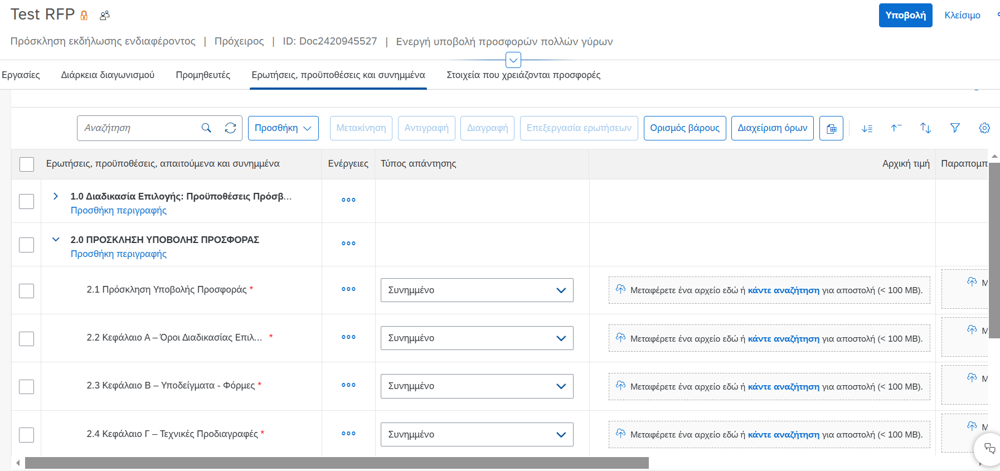 Test RFP
Υποβολή
Κλείσιμο
Πρόσκληση εκδήλωσης ενδιαφέροντος | Πρόχειρος | ID: Doc2420945527 | Ενεργή υποβολή προσφορών πολλών γύρων
Εργασίες
Διάρκεια διαγωνισμού
Προμηθευτές
Ερωτήσεις, προϋποθέσεις και συνημμένα
Στοιχεία που χρειάζονται προσφορές
Αναζήτηση
Προσθήκη
Μετακίνηση
Αντιγραφή
Διαγραφή
Επεξεργασία ερωτήσεων
Ορισμός βάρους
Διαχείριση όρων
Ερωτήσεις, προϋποθέσεις, απαιτούμενα και συνημμένα
Ενέργειες
Τύπος απάντησης
Αρχική τιμή
Παραπομπ
1.0 Διαδικασία Επιλογής: Προϋποθέσεις Πρόσβ...
Προσθήκη περιγραφής
2.0 ΠΡΟΣΚΛΗΣΗ ΥΠΟΒΟΛΗΣ ΠΡΟΣΦΟΡΑΣ
Προσθήκη περιγραφής
2.1 Πρόσκληση Υποβολής Προσφοράς *
Συνημμένο
Μεταφέρετε ένα αρχείο εδώ ή κάντε αναζήτηση για αποστολή (< 100 MB).
Μ
2.2 Κεφάλαιο Α – Όροι Διαδικασίας Επιλ... *
Συνημμένο
Μεταφέρετε ένα αρχείο εδώ ή κάντε αναζήτηση για αποστολή (< 100 MB).
Μ
2.3 Κεφάλαιο Β – Υποδείγματα - Φόρμες *
Συνημμένο
Μεταφέρετε ένα αρχείο εδώ ή κάντε αναζήτηση για αποστολή (< 100 MB).
Μ
2.4 Κεφάλαιο Γ – Τεχνικές Προδιαγραφές *
Συνημμένο
Μεταφέρετε ένα αρχείο εδώ ή κάντε αναζήτηση για αποστολή (< 100 MB).
Μ